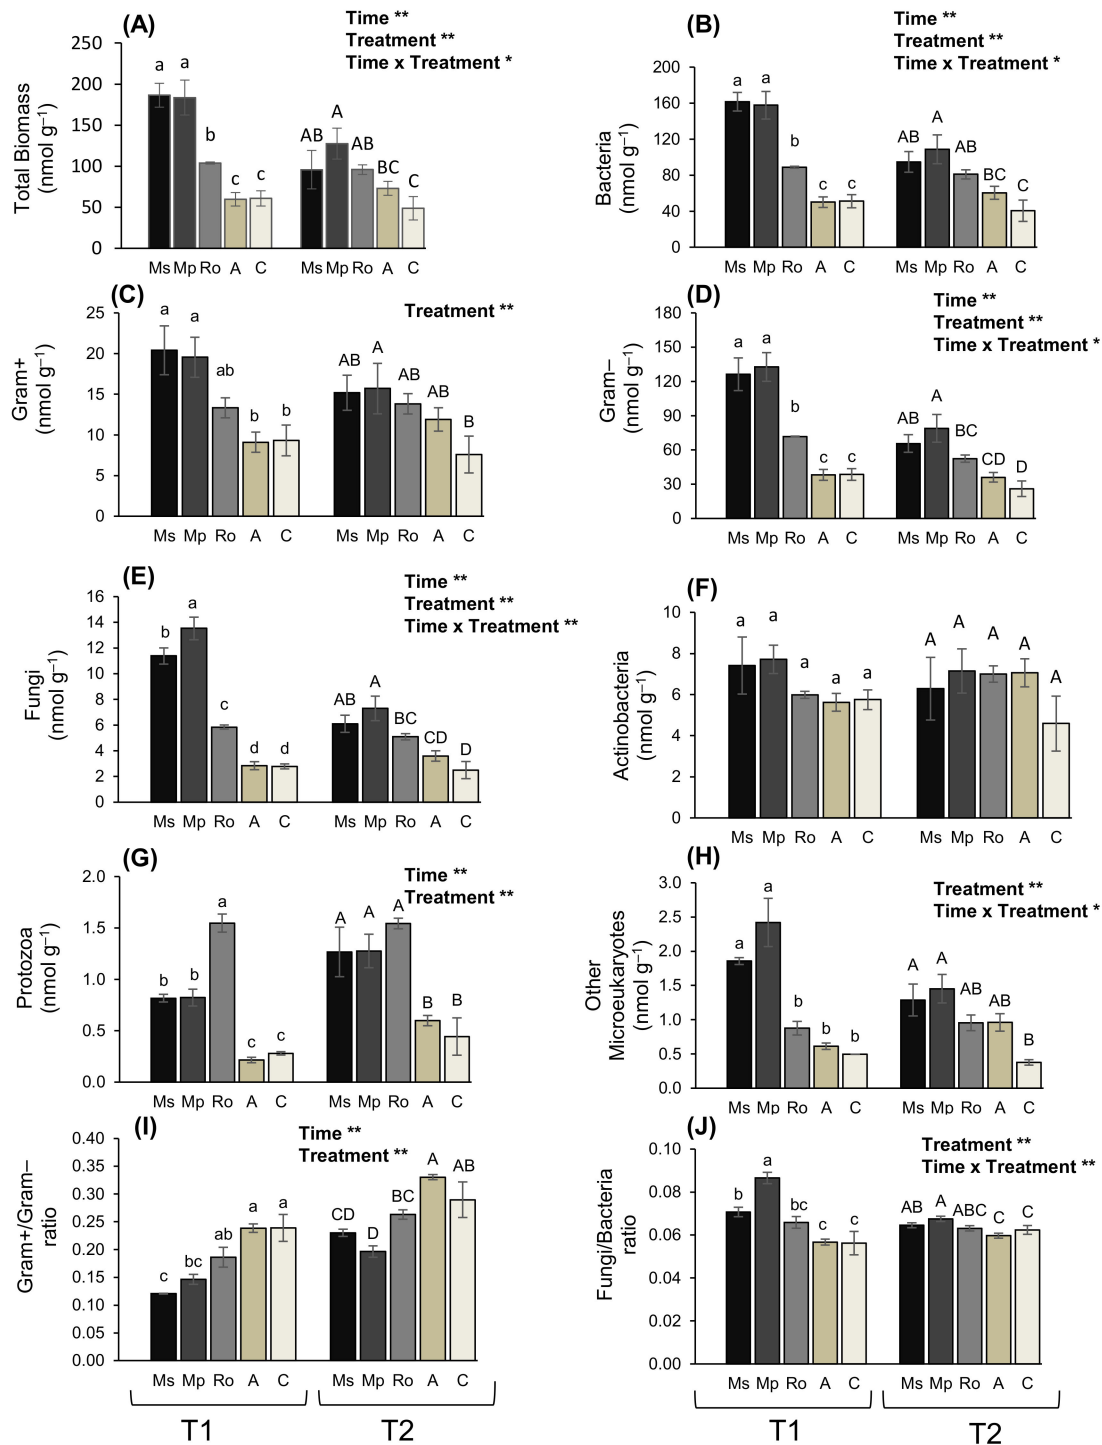 (A)
Time **
Treatment **
Time x Treatment *
Total Biomass
(nmol g⁻¹)
250
200
150
100
50
0
a a b c c AB A AB BC C
Ms Mp Ro A C Ms Mp Ro A C
(B)
Time **
Treatment **
Time x Treatment *
Bacteria
(nmol g⁻¹)
200
160
120
80
40
0
a a b c c AB A AB BC C
Ms Mp Ro A C Ms Mp Ro A C
(C)
Treatment **
Gram+
(nmol g⁻¹)
25
20
15
10
5
0
a a ab b b AB A AB AB B
Ms Mp Ro A C Ms Mp Ro A C
(D)
Time **
Treatment **
Time x Treatment *
Gram–
(nmol g⁻¹)
180
150
120
90
60
30
0
a a b c c AB A BC CD D
Ms Mp Ro A C Ms Mp Ro A C
(E)
Time **
Treatment **
Time x Treatment **
Fungi
(nmol g⁻¹)
16
14
12
10
8
6
4
2
0
b a c d d AB A BC CD D
Ms Mp Ro A C Ms Mp Ro A C
(F)
Actinobacteria
(nmol g⁻¹)
10
8
6
4
2
0
a a a a a A A A A A
Ms Mp Ro A C Ms Mp Ro A C
(G)
Time **
Treatment **
Protozoa
(nmol g⁻¹)
2.0
1.5
1.0
0.5
0.0
b b a c c A A A B B
Ms Mp Ro A C Ms Mp Ro A C
(H)
Treatment **
Time x Treatment *
Other
Microeukaryotes
(nmol g⁻¹)
3.0
2.5
2.0
1.5
1.0
0.5
0.0
a a b b b A A AB AB B
Ms Mp Ro A C Ms Mp Ro A C
(I)
Time **
Treatment **
Gram+/Gram–
ratio
0.40
0.35
0.30
0.25
0.20
0.15
0.10
0.05
0.00
c bc ab a a CD D BC A AB
Ms Mp Ro A C Ms Mp Ro A C
T1 T2
(J)
Treatment **
Time x Treatment **
Fungi/Bacteria
ratio
0.10
0.08
0.06
0.04
0.02
0.00
b a bc c c AB A ABC C C
Ms Mp Ro A C Ms Mp Ro A C
T1 T2